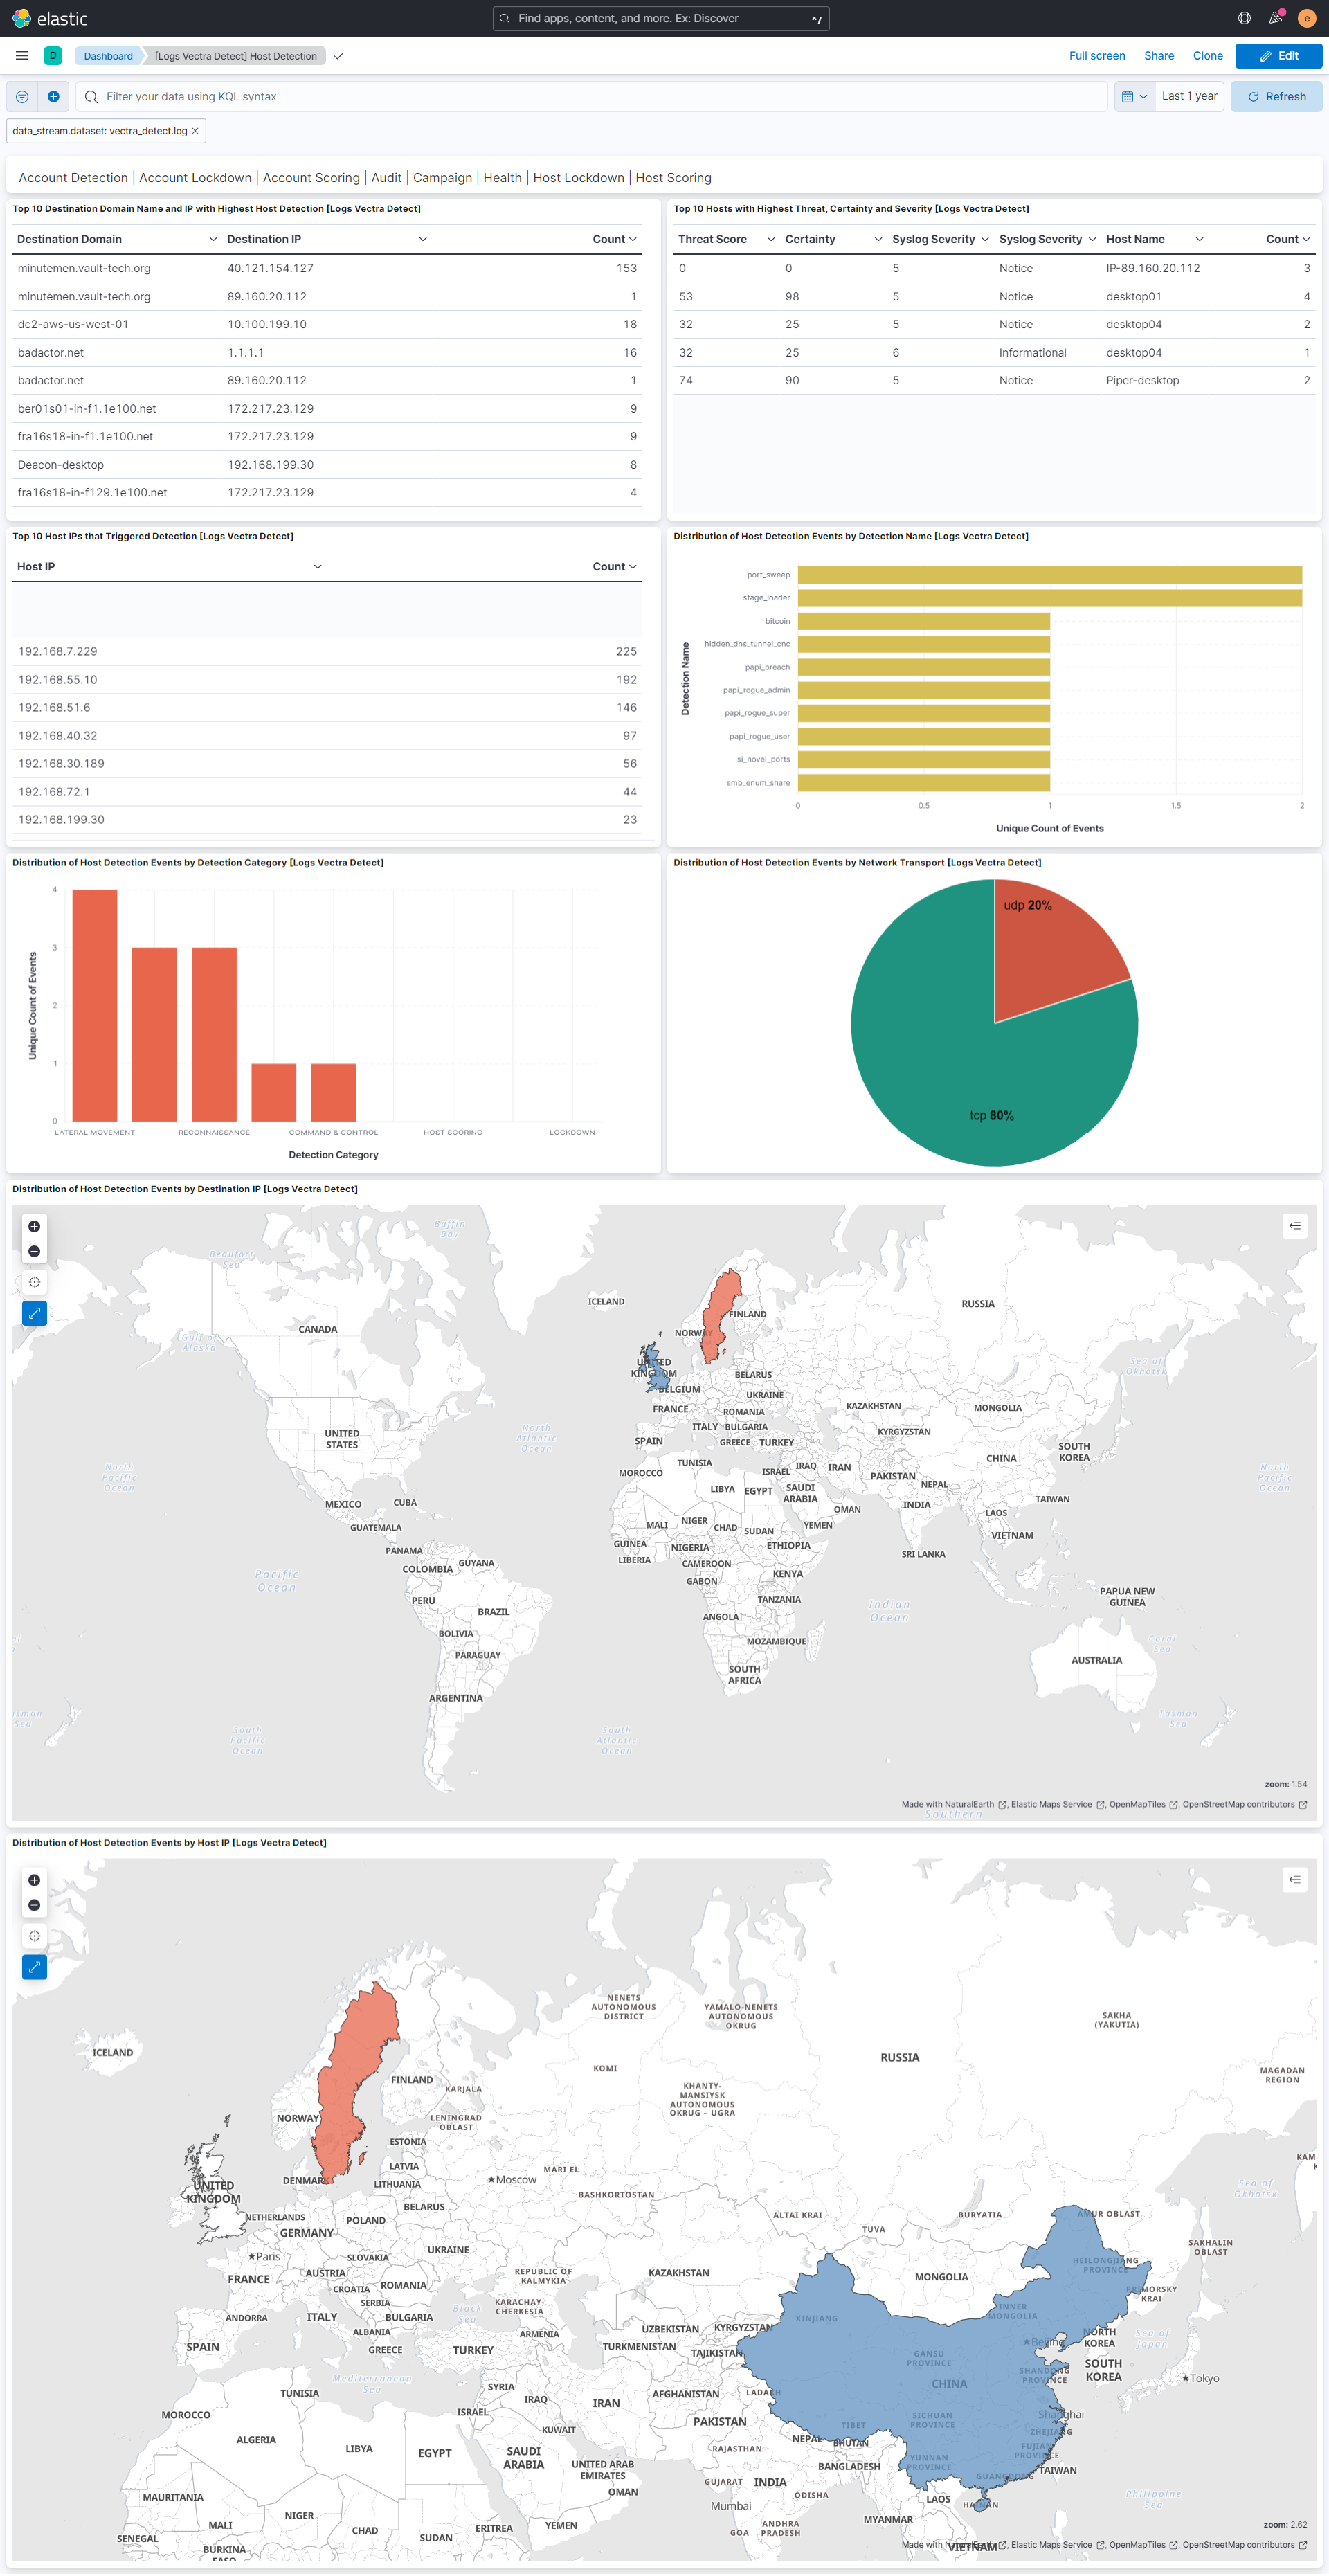 elastic
Find apps, content, and more. Ex: Discover
^/
e
D
Dashboard
[Logs Vectra Detect] Host Detection
Full screen
Share
Clone
Edit
Filter your data using KQL syntax
Last 1 year
Refresh
data_stream.dataset: vectra_detect.log ×
Account Detection | Account Lockdown | Account Scoring | Audit | Campaign | Health | Host Lockdown | Host Scoring
Top 10 Destination Domain Name and IP with Highest Host Detection [Logs Vectra Detect]
Destination Domain Destination IP Count
minutemen.vault-tech.org 40.121.154.127 153
minutemen.vault-tech.org 89.160.20.112 1
dc2-aws-us-west-01 10.100.199.10 18
badactor.net 1.1.1.1 16
badactor.net 89.160.20.112 1
ber01s01-in-f1.1e100.net 172.217.23.129 9
fra16s18-in-f1.1e100.net 172.217.23.129 9
Deacon-desktop 192.168.199.30 8
fra16s18-in-f129.1e100.net 172.217.23.129 4
Top 10 Hosts with Highest Threat, Certainty and Severity [Logs Vectra Detect]
Threat Score Certainty Syslog Severity Syslog Severity Host Name Count
0 0 5 Notice IP-89.160.20.112 3
53 98 5 Notice desktop01 4
32 25 5 Notice desktop04 2
32 25 6 Informational desktop04 1
74 90 5 Notice Piper-desktop 2
Top 10 Host IPs that Triggered Detection [Logs Vectra Detect]
Host IP Count
192.168.7.229 225
192.168.55.10 192
192.168.51.6 146
192.168.40.32 97
192.168.30.189 56
192.168.72.1 44
192.168.199.30 23
Distribution of Host Detection Events by Detection Name [Logs Vectra Detect]
Detection Name
port_sweep
stage_loader
bitcoin
hidden_dns_tunnel_cnc
papi_breach
papi_rogue_admin
papi_rogue_super
papi_rogue_user
si_novel_ports
smb_enum_share
0 0.5 1 1.5 2
Unique Count of Events
Distribution of Host Detection Events by Detection Category [Logs Vectra Detect]
Unique Count of Events
4
3
2
1
0
LATERAL MOVEMENT RECONNAISSANCE COMMAND & CONTROL HOST SCORING LOCKDOWN
Detection Category
Distribution of Host Detection Events by Network Transport [Logs Vectra Detect]
udp 20%
tcp 80%
Distribution of Host Detection Events by Destination IP [Logs Vectra Detect]
Baffin
Bay
Beaufort
Sea
ICELAND
RUSSIA
CANADA
FINLAND
NORWAY
Gulf of
Alaska
UNITED
KINGDOM
Sea of
Okhotsk
BELARUS
BELGIUM
UKRAINE
FRANCE
ROMANIA
KAZAKHSTAN
MONGOLIA
ITALY
BULGARIA
KYRGYZSTAN
UNITED
STATES
North
Atlantic
Ocean
SPAIN
GREECE
TURKEY
SOUTH
KOREA
CHINA
North
Pacific
Ocean
MOROCCO
TUNISIA
ISRAEL
IRAQ
IRAN
PAKISTAN
NEPAL
North
Pacific
Ocean
LIBYA
EGYPT
SAUDI
ARABIA
MEXICO
CUBA
OMAN
INDIA
TAIWAN
LAOS
GUATEMALA
MALI
NIGER
CHAD
SUDAN
YEMEN
VIETNAM
PANAMA
GUINEA
NIGERIA
ETHIOPIA
SRI LANKA
LIBERIA
CAMEROON
COLOMBIA
GUYANA
GABON
KENYA
Pacific
Ocean
PERU
BRAZIL
TANZANIA
Indian
Ocean
PAPUA NEW
GUINEA
ANGOLA
BOLIVIA
MOZAMBIQUE
Coral
Sea
PARAGUAY
AUSTRALIA
SOUTH
AFRICA
ARGENTINA
Tasman
Sea
South
Pacific
Ocean
South
Atlantic
Ocean
zoom: 1.54
Made with NaturalEarth, Elastic Maps Service, OpenMapTiles, OpenStreetMap contributors
Southern
Distribution of Host Detection Events by Host IP [Logs Vectra Detect]
NENETS
AUTONOMOUS
DISTRICT
YAMALO-NENETS
AUTONOMOUS
OKRUG
SAKHA
(YAKUTIA)
ICELAND
RUSSIA
KOMI
MAGADAN
REGION
FINLAND
KARJALA
KHANTY-
MANSIYSK
AUTONOMOUS
OKRUG – UGRA
NORWAY
LENINGRAD
OBLAST
ESTONIA
LATVIA
MARI EL
Moscow
DENMARK
LITHUANIA
UNITED
KINGDOM
BASHKORTOSTAN
Sea of
Okhotsk
BELARUS
NETHERLANDS
POLAND
GERMANY
ALTAI KRAI
BURYATIA
AMUR OBLAST
TUVA
SAKHALIN
OBLAST
Paris
SLOVAKIA
UKRAINE
HEILONGJIANG
PROVINCE
FRANCE
AUSTRIA
CROATIA
ROMANIA
REPUBLIC OF
KALMYKIA
KAZAKHSTAN
MONGOLIA
PRIMORSKY
KRAI
SERBIA
ANDORRA
ITALY
BULGARIA
Black
Sea
KARACHAY-
CHERKESIA
XINJIANG
INNER
MONGOLIA
ALBANIA
ARMENIA
UZBEKISTAN
KYRGYZSTAN
NORTH
KOREA
Sea of
Japan
SPAIN
GREECE
TURKEY
TURKMENISTAN
TAJIKISTAN
Beijing
GANSU
PROVINCE
SOUTH
KOREA
SHANDONG
PROVINCE
Tokyo
Mediterranean
Sea
TUNISIA
SYRIA
IRAQ
IRAN
AFGHANISTAN
LADAKH
CHINA
MOROCCO
ISRAEL
KUWAIT
PAKISTAN
TIBET
SICHUAN
PROVINCE
Shanghai
ZHEJIANG
ALGERIA
LIBYA
EGYPT
SAUDI
ARABIA
NEPAL
BHUTAN
FUJIAN
PROVINCE
RAJASTHAN
YUNNAN
PROVINCE
UNITED ARAB
EMIRATES
BANGLADESH
TAIWAN
GUJARAT
INDIA
GUANGDONG
OMAN
ODISHA
MAURITANIA
Mumbai
LAOS
HAINAN
Philippine
Sea
NIGER
MALI
CHAD
SUDAN
ERITREA
YEMEN
GOA
ANDHRA
PRADESH
MYANMAR
SENEGAL
BURKINA
FASO
VIETNAM
zoom: 2.62
Made with NaturalEarth, Elastic Maps Service, OpenMapTiles, OpenStreetMap contributors